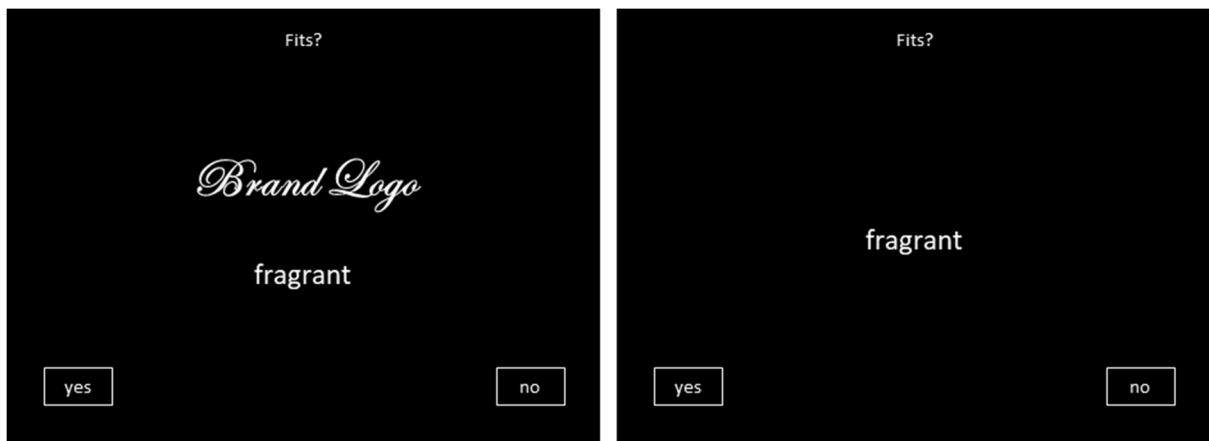 Fits?
Brand Logo
fragrant
yes
no
Fits?
fragrant
yes
no